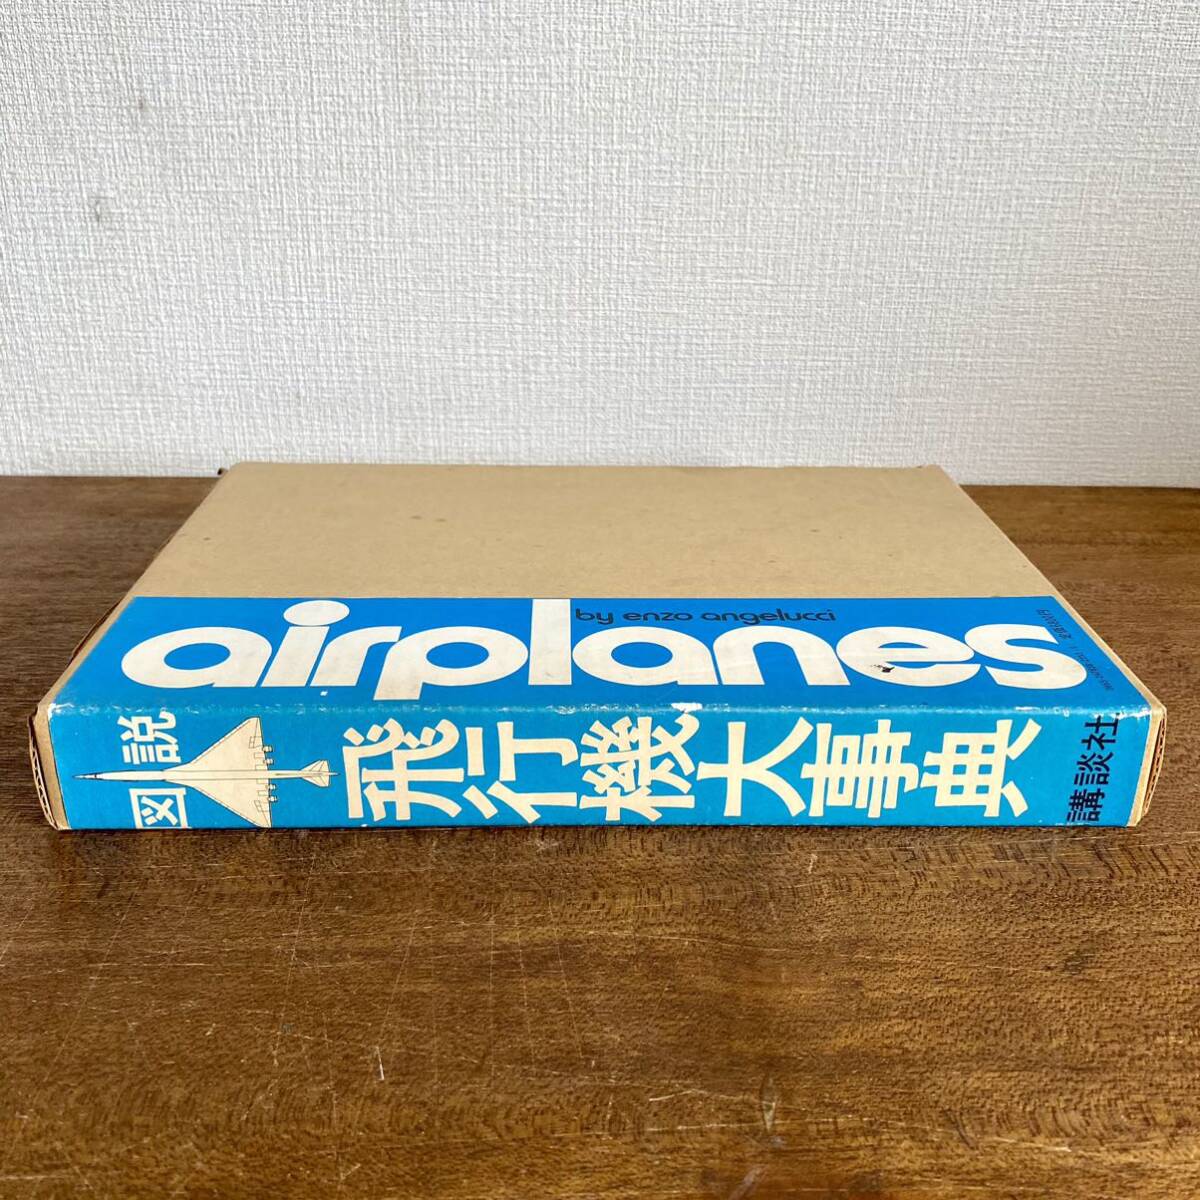 by enzo angelucci
airplanes
図説
飛行機大事典
講談社